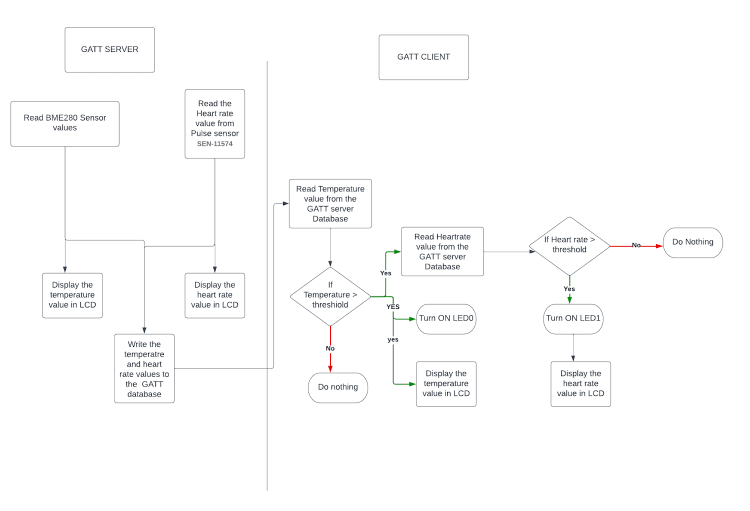 GATT SERVER
GATT CLIENT
Read BME280 Sensor
values
Read the
Heart rate
value from
Pulse sensor
SEN-11574
Display the
temperature
value in LCD
Display the
heart rate
value in LCD
Write the
temperatre
and heart
rate values to
the GATT
database
Read Temperature
value from the
GATT server
Database
If
Temperature >
threshiold
No
Do nothing
Yes
YES
yes
Read Heartrate
value from the
GATT server
Database
Turn ON LED0
Display the
temperature
value in LCD
If Heart rate >
threshold
No
Do Nothing
Yes
Turn ON LED1
Display the
heart rate
value in LCD